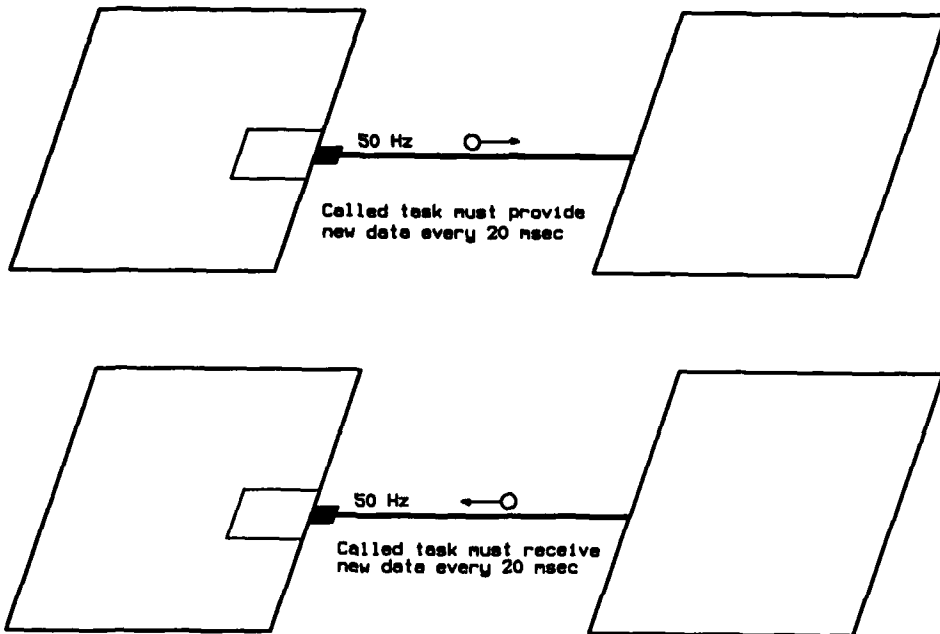 50 Hz
Called task must provide
new data every 20 msec
50 Hz
Called task must receive
new data every 20 msec